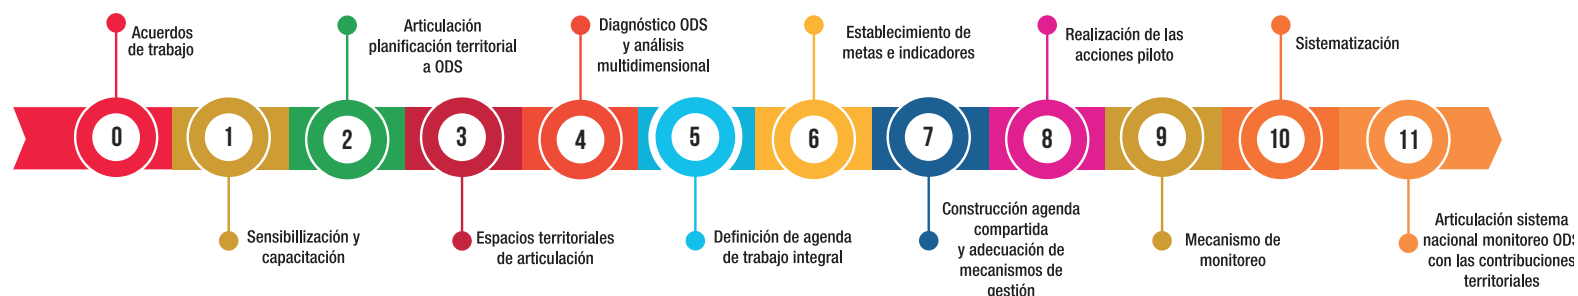 Acuerdos
de trabajo
Articulación
planificación territorial
a ODS
Diagnóstico ODS
y análisis
multidimensional
Establecimiento de
metas e indicadores
Realización de las
acciones piloto
Sistematización
0
1
2
3
4
5
6
7
8
9
10
11
Sensibillización y
capacitación
Espacios territoriales
de articulación
Definición de agenda
de trabajo integral
Construcción agenda
compartida
y adecuación de
mecanismos de
gestión
Mecanismo de
monitoreo
Articulación sistema
nacional monitoreo ODS
con las contribuciones
territoriales